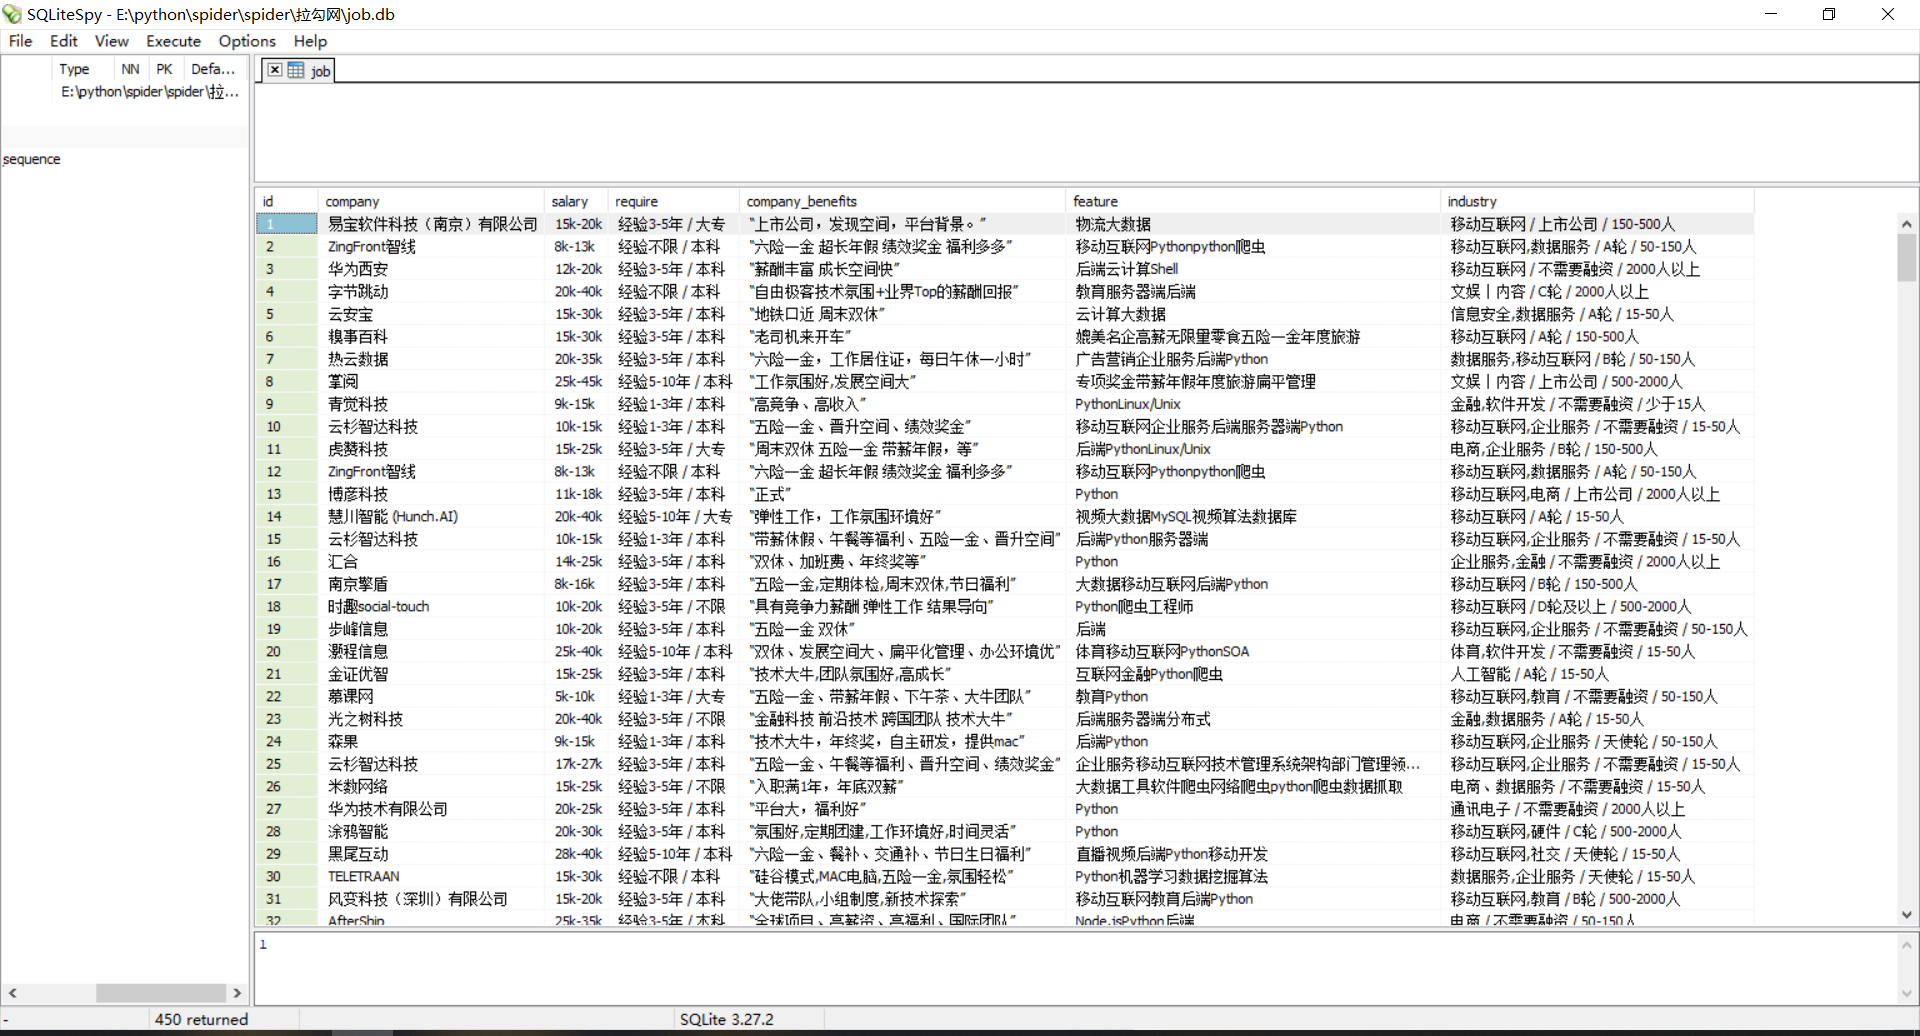 SQLiteSpy - E:\python\spider\spider\拉勾网\job.db
File Edit View Execute Options Help
Type NN PK Defa...
E:\python\spider\spider\拉...
sequence
job
id company salary require company_benefits feature industry
1 易宝软件科技（南京）有限公司 15k-20k 经验3-5年 / 大专 “上市公司，发现空间，平台背景。” 物流大数据 移动互联网 / 上市公司 / 150-500人
2 ZingFront智线 8k-13k 经验不限 / 本科 “六险一金 超长年假 绩效奖金 福利多多” 移动互联网Pythonpython爬虫 移动互联网,数据服务 / A轮 / 50-150人
3 华为西安 12k-20k 经验3-5年 / 本科 “薪酬丰富 成长空间快” 后端云计算Shell 移动互联网 / 不需要融资 / 2000人以上
4 字节跳动 20k-40k 经验不限 / 本科 “自由极客技术氛围+业界Top的薪酬回报” 教育服务器端后端 文娱丨内容 / C轮 / 2000人以上
5 云安宝 15k-30k 经验3-5年 / 本科 “地铁口近 周末双休” 云计算大数据 信息安全,数据服务 / A轮 / 15-50人
6 糗事百科 15k-30k 经验3-5年 / 本科 “老司机来开车” 媲美名企高薪无限量零食五险一金年度旅游 移动互联网 / A轮 / 150-500人
7 热云数据 20k-35k 经验3-5年 / 本科 “六险一金，工作居住证，每日午休一小时” 广告营销企业服务后端Python 数据服务,移动互联网 / B轮 / 50-150人
8 掌阅 25k-45k 经验5-10年 / 本科 “工作氛围好,发展空间大” 专项奖金带薪年假年度旅游扁平管理 文娱丨内容 / 上市公司 / 500-2000人
9 青觉科技 9k-15k 经验1-3年 / 本科 “高竞争、高收入” PythonLinux/Unix 金融,软件开发 / 不需要融资 / 少于15人
10 云杉智达科技 10k-15k 经验1-3年 / 本科 “五险一金、晋升空间、绩效奖金” 移动互联网企业服务后端服务器端Python 移动互联网,企业服务 / 不需要融资 / 15-50人
11 虎赞科技 15k-25k 经验3-5年 / 大专 “周末双休 五险一金 带薪年假，等” 后端PythonLinux/Unix 电商,企业服务 / B轮 / 150-500人
12 ZingFront智线 8k-13k 经验不限 / 本科 “六险一金 超长年假 绩效奖金 福利多多” 移动互联网Pythonpython爬虫 移动互联网,数据服务 / A轮 / 50-150人
13 博彦科技 11k-18k 经验3-5年 / 本科 “正式” Python 移动互联网,电商 / 上市公司 / 2000人以上
14 慧川智能 (Hunch.AI) 20k-40k 经验5-10年 / 大专 “弹性工作，工作氛围环境好” 视频大数据MySQL视频算法数据库 移动互联网 / A轮 / 15-50人
15 云杉智达科技 10k-15k 经验1-3年 / 本科 “带薪休假、午餐等福利、五险一金、晋升空间” 后端Python服务器端 移动互联网,企业服务 / 不需要融资 / 15-50人
16 汇合 14k-25k 经验3-5年 / 本科 “双休、加班费、年终奖等” Python 企业服务,金融 / 不需要融资 / 2000人以上
17 南京擎盾 8k-16k 经验3-5年 / 本科 “五险一金,定期体检,周末双休,节日福利” 大数据移动互联网后端Python 移动互联网 / B轮 / 150-500人
18 时趣social-touch 10k-20k 经验3-5年 / 不限 “具有竞争力薪酬 弹性工作 结果导向” Python爬虫工程师 移动互联网 / D轮及以上 / 500-2000人
19 步峰信息 10k-20k 经验3-5年 / 本科 “五险一金 双休” 后端 移动互联网,企业服务 / 不需要融资 / 50-150人
20 灏程信息 25k-40k 经验5-10年 / 本科 “双休、发展空间大、扁平化管理、办公环境优” 体育移动互联网PythonSOA 体育,软件开发 / 不需要融资 / 15-50人
21 金证优智 15k-25k 经验3-5年 / 本科 “技术大牛,团队氛围好,高成长” 互联网金融Python爬虫 人工智能 / A轮 / 15-50人
22 慕课网 5k-10k 经验1-3年 / 大专 “五险一金、带薪年假、下午茶、大牛团队” 教育Python 移动互联网,教育 / 不需要融资 / 50-150人
23 光之树科技 20k-40k 经验3-5年 / 不限 “金融科技 前沿技术 跨国团队 技术大牛” 后端服务器端分布式 金融,数据服务 / A轮 / 15-50人
24 森果 9k-15k 经验1-3年 / 本科 “技术大牛，年终奖，自主研发，提供mac” 后端Python 移动互联网,企业服务 / 天使轮 / 50-150人
25 云杉智达科技 17k-27k 经验3-5年 / 本科 “五险一金、午餐等福利、晋升空间、绩效奖金” 企业服务移动互联网技术管理系统架构部门管理领... 移动互联网,企业服务 / 不需要融资 / 15-50人
26 米数网络 15k-25k 经验3-5年 / 不限 “入职满1年，年底双薪” 大数据工具软件爬虫网络爬虫python爬虫数据抓取 电商、数据服务 / 不需要融资 / 15-50人
27 华为技术有限公司 20k-25k 经验3-5年 / 本科 “平台大，福利好” Python 通讯电子 / 不需要融资 / 2000人以上
28 涂鸦智能 20k-30k 经验3-5年 / 本科 “氛围好,定期团建,工作环境好,时间灵活” Python 移动互联网,硬件 / C轮 / 500-2000人
29 黑尾互动 28k-40k 经验5-10年 / 本科 “六险一金、餐补、交通补、节日生日福利” 直播视频后端Python移动开发 移动互联网,社交 / 天使轮 / 15-50人
30 TELETRAAN 15k-30k 经验不限 / 本科 “硅谷模式,MAC电脑,五险一金,氛围轻松” Python机器学习数据挖掘算法 数据服务,企业服务 / 天使轮 / 15-50人
31 风变科技（深圳）有限公司 15k-20k 经验3-5年 / 本科 “大佬带队,小组制度,新技术探索” 移动互联网教育后端Python 移动互联网,教育 / B轮 / 500-2000人
32 AfterShip 25k-35k 经验3-5年 / 本科 “全球项目、高薪资、高福利、国际团队” Node.jsPython后端 电商 / 不需要融资 / 50-150人
1
- 450 returned SQLite 3.27.2